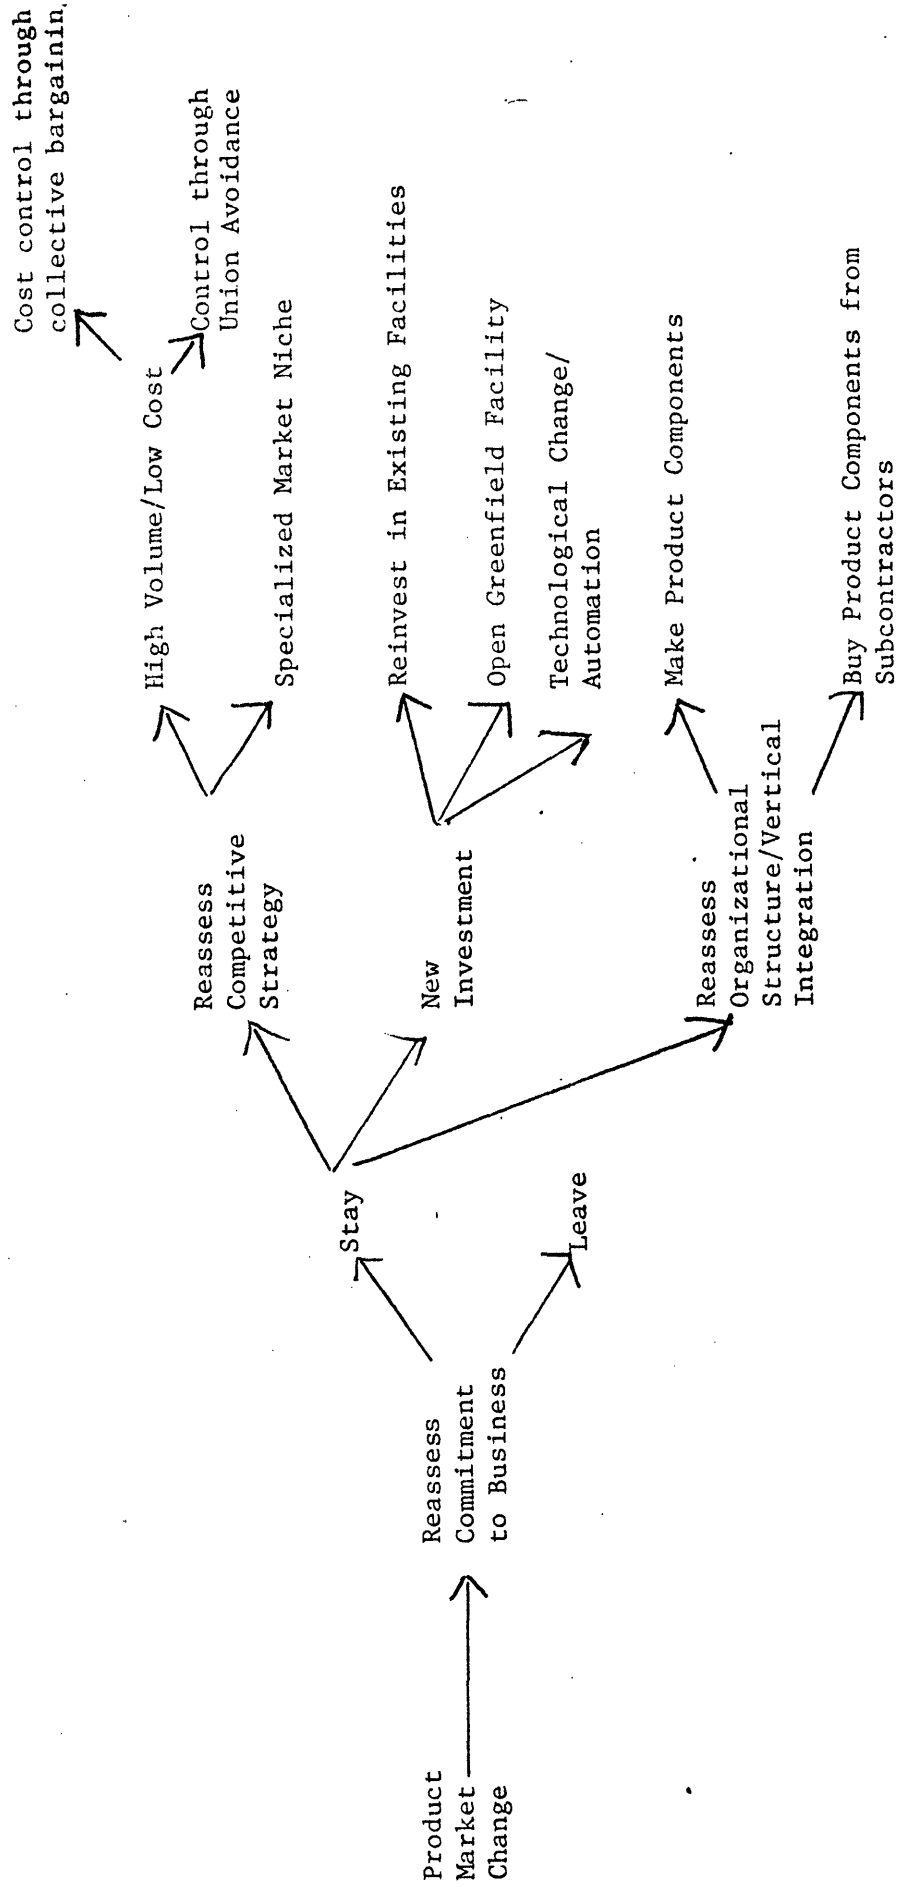 Product
Market
Change
Reassess
Commitment
to Business
Stay
Leave
Reassess
Competitive
Strategy
New
Investment
Reassess
Organizational
Structure/Vertical
Integration
High Volume/Low Cost
Specialized Market Niche
Reinvest in Existing Facilities
Open Greenfield Facility
Technological Change/
Automation
Make Product Components
Buy Product Components from
Subcontractors
Cost control through
collective bargainin
Control through
Union Avoidance